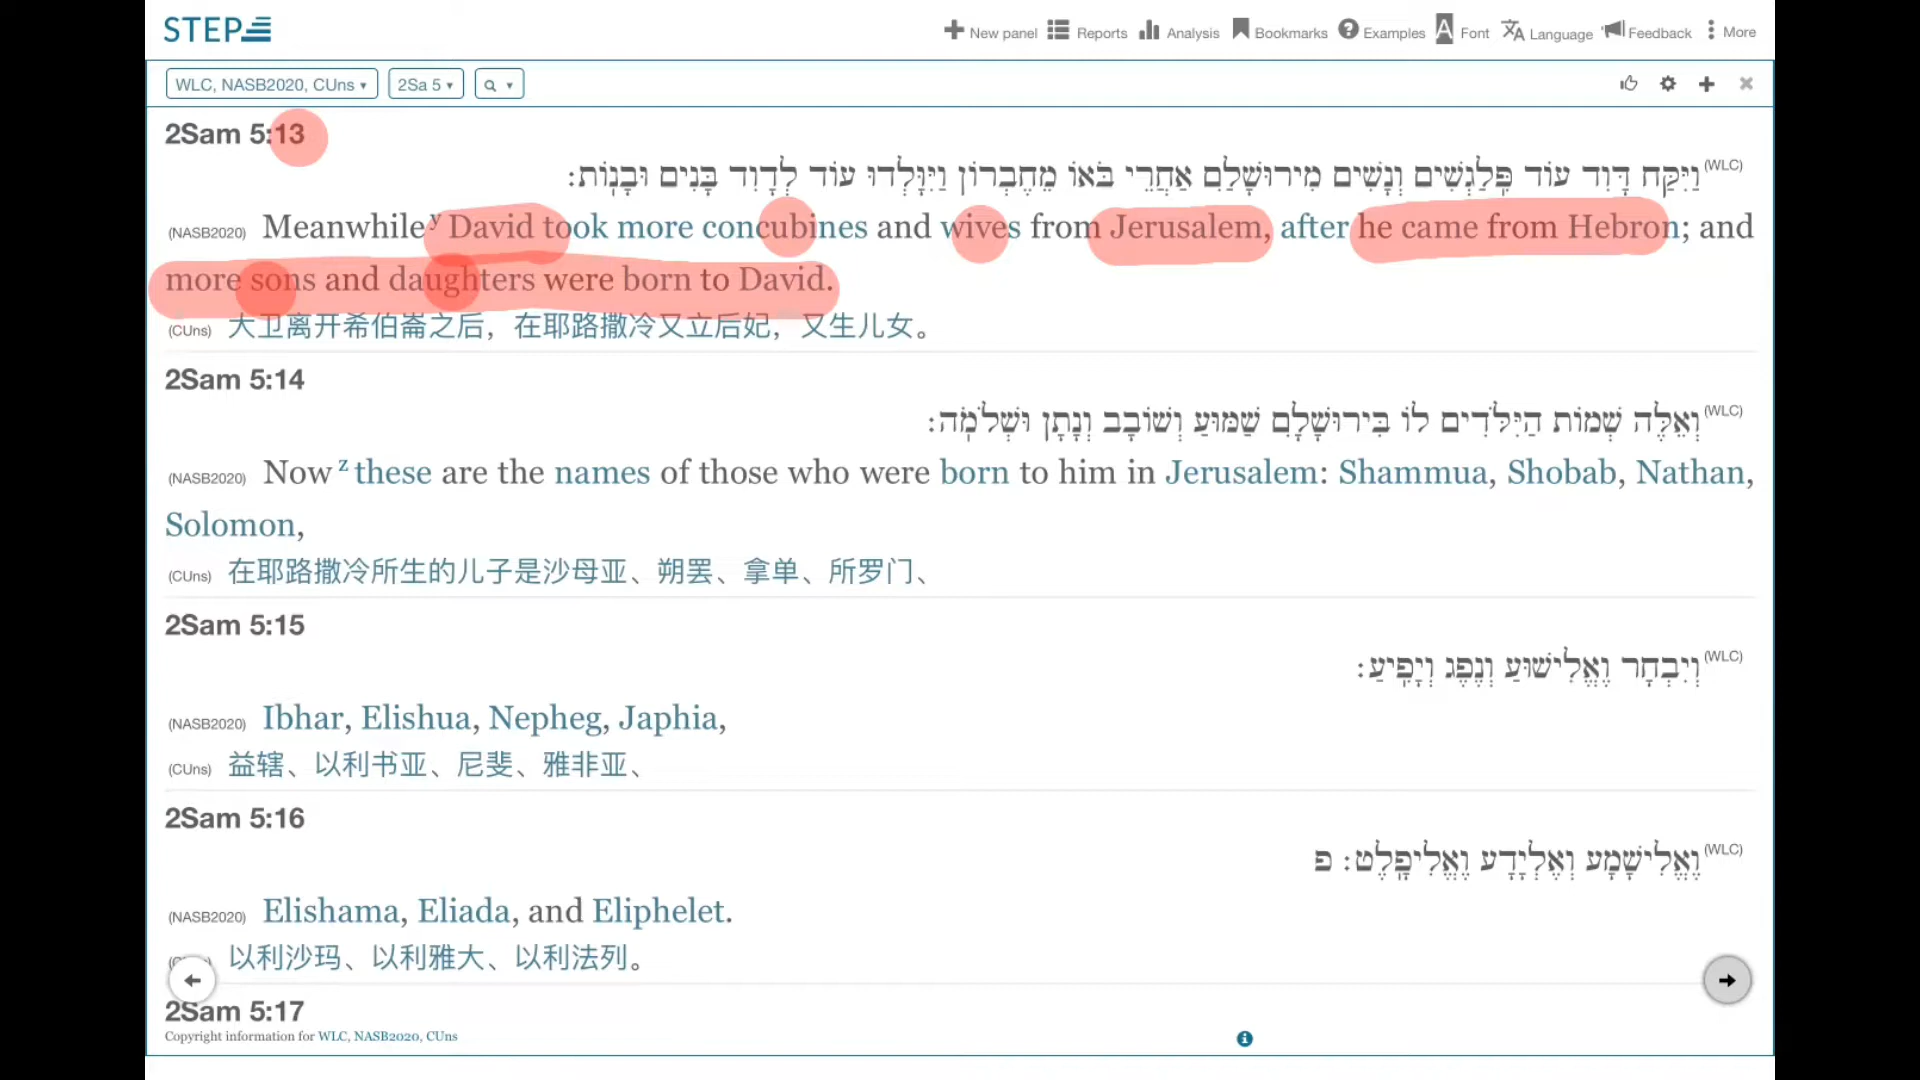 STEP
New panel Reports Analysis Bookmarks Examples Font Language Feedback More
WLC, NASB2020, CUns 2Sa 5
2Sam 5:13
(WLC) וַיִּקַּח דָּוִד עוֹד פִּלַגְשִׁים וְנָשִׁים מִירוּשָׁלִַם אַחֲרֵי בֹּאוֹ מֵחֶבְרוֹן וַיִּוָּלְדוּ עוֹד לְדָוִד בָּנִים וּבָנֽוֹת׃
(NASB2020) Meanwhile y David took more concubines and wives from Jerusalem, after he came from Hebron; and
more sons and daughters were born to David.
(CUns) 大卫离开希伯崙之后，在耶路撒冷又立后妃，又生儿女。
2Sam 5:14
(WLC) וְאֵלֶּה שְׁמוֹת הַיִּלֹּדִים לוֹ בִּירוּשָׁלִָם שַׁמּוּעַ וְשׁוֹבָב וְנָתָן וּשְׁלֹמֹֽה׃
(NASB2020) Now z these are the names of those who were born to him in Jerusalem: Shammua, Shobab, Nathan,
Solomon,
(CUns) 在耶路撒冷所生的儿子是沙母亚、朔罢、拿单、所罗门、
2Sam 5:15
(WLC) וְיִבְחָר וֶאֱלִישׁוּעַ וְנֶפֶג וְיָפִֽיעַ׃
(NASB2020) Ibhar, Elishua, Nepheg, Japhia,
(CUns) 益辖、以利书亚、尼斐、雅非亚、
2Sam 5:16
(WLC) וֶאֱלִישָׁמָע וְאֶלְיָדָע וֶאֱלִיפָֽלֶט׃ פ
(NASB2020) Elishama, Eliada, and Eliphelet.
以利沙玛、以利雅大、以利法列。
2Sam 5:17
Copyright information for WLC, NASB2020, CUns